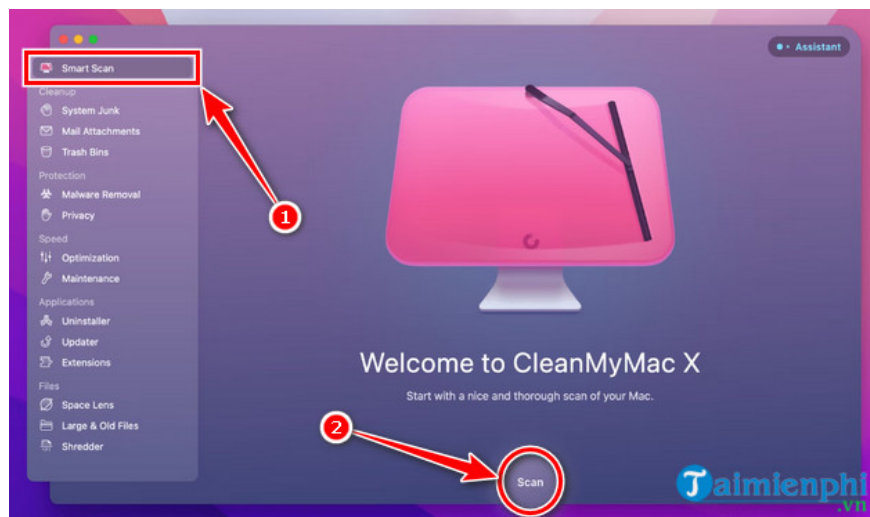 Assistant
Smart Scan
Cleanup
System Junk
Mail Attachments
Trash Bins
Protection
Malware Removal
Privacy
Speed
Optimization
Maintenance
Applications
Uninstaller
Updater
Extensions
Files
Space Lens
Large & Old Files
Shredder
1
Welcome to CleanMyMac X
Start with a nice and thorough scan of your Mac.
2
Scan
Taimienphi
.vn